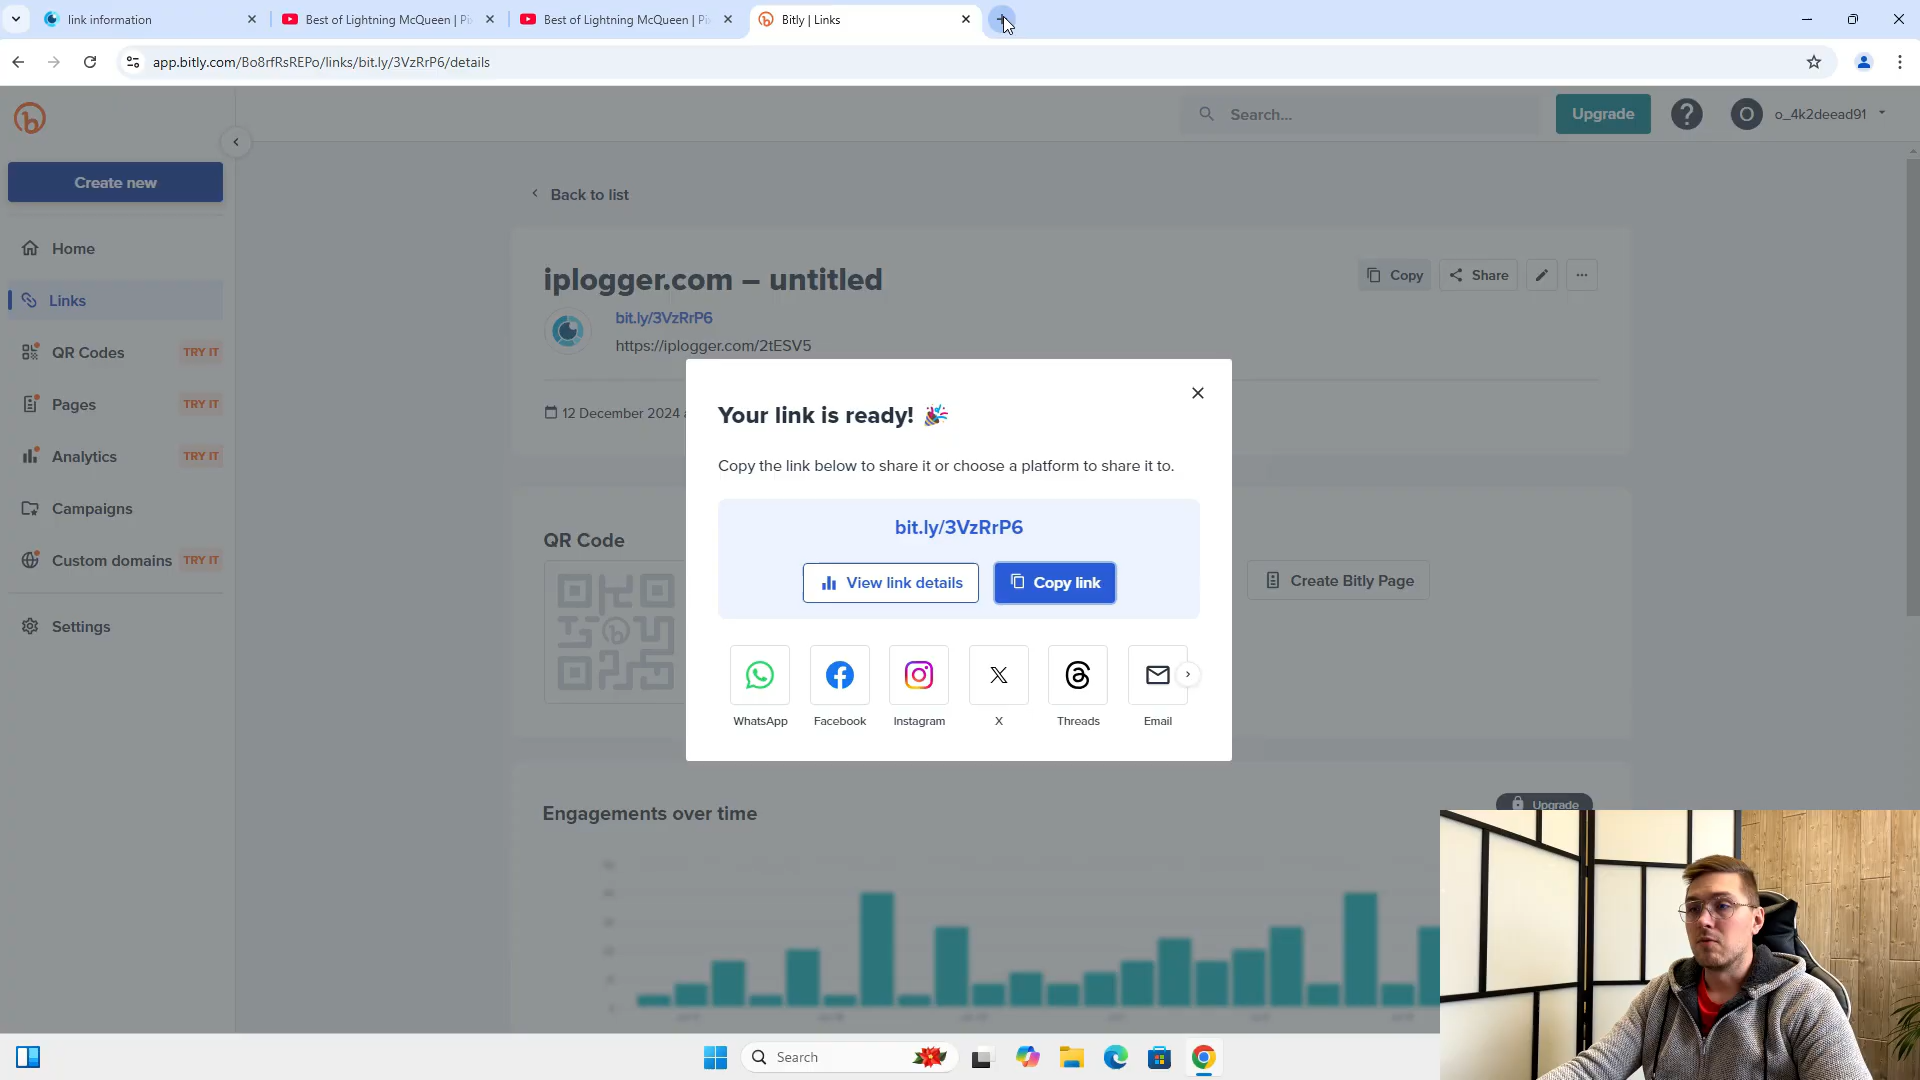 link information
Best of Lightning McQueen | Pi
Best of Lightning McQueen | Pi
Bitly | Links
app.bitly.com/Bo8rfRsREPo/links/bit.ly/3VzRrP6/details
Search...
Upgrade
?
O
o_4k2deead91
Create new
Home
Links
QR Codes
TRY IT
Pages
TRY IT
Analytics
TRY IT
Campaigns
Custom domains
TRY IT
Settings
Back to list
iplogger.com – untitled
Copy
Share
bit.ly/3VzRrP6
https://iplogger.com/2tESV5
12 December 2024
QR Code
Create Bitly Page
Your link is ready!
Copy the link below to share it or choose a platform to share it to.
bit.ly/3VzRrP6
View link details
Copy link
WhatsApp
Facebook
Instagram
X
Threads
Email
Engagements over time
Upgrade
Search